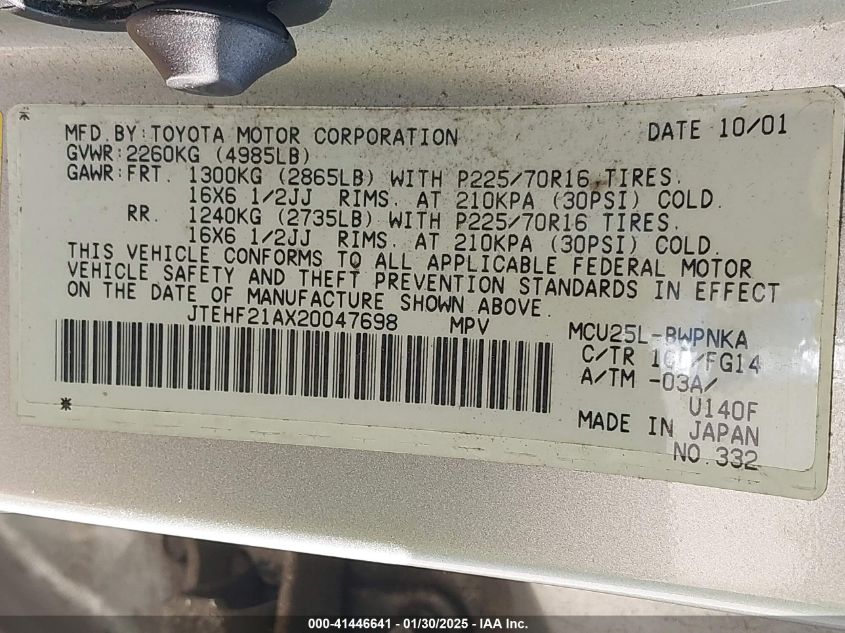 MFD. BY: TOYOTA MOTOR CORPORATION DATE 10/01
GVWR: 2260KG (4985LB)
GAWR: FRT. 1300KG (2865LB) WITH P225/70R16 TIRES.
16X6 1/2JJ RIMS. AT 210KPA (30PSI) COLD.
RR. 1240KG (2735LB) WITH P225/70R16 TIRES.
16X6 1/2JJ RIMS. AT 210KPA (30PSI) COLD.
THIS VEHICLE CONFORMS TO ALL APPLICABLE FEDERAL MOTOR
VEHICLE SAFETY AND THEFT PREVENTION STANDARDS IN EFFECT
ON THE DATE OF MANUFACTURE SHOWN ABOVE.
JTEHF21AX20047698 MPV MCU25L-BWPNKA
C/TR /FG14
A/TM -03A/
U140F
MADE IN JAPAN
NO. 332
000-41446641 / 01/30/2025 - IAA Inc.